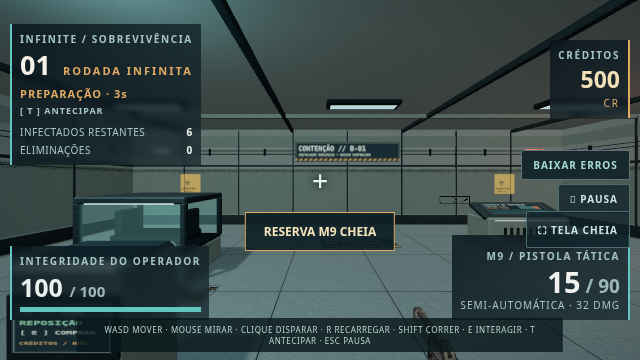 INFINITE / SOBREVIVÊNCIA
01 RODADA INFINITA
PREPARAÇÃO · 3s
[ T ] ANTECIPAR
INFECTADOS RESTANTES 6
ELIMINAÇÕES 0
CRÉDITOS
500
CR
CONTENÇÃO // B-01
BAIXAR ERROS
PAUSA
TELA CHEIA
RESERVA M9 CHEIA
INTEGRIDADE DO OPERADOR
100 / 100
M9 / PISTOLA TÁTICA
15 / 90
SEMI-AUTOMÁTICA · 32 DMG
REPOSIÇÃO
[ E ] COMPRAR
CRÉDITOS /
WASD MOVER · MOUSE MIRAR · CLIQUE DISPARAR · R RECARREGAR · SHIFT CORRER · E INTERAGIR · T
ANTECIPAR · ESC PAUSA